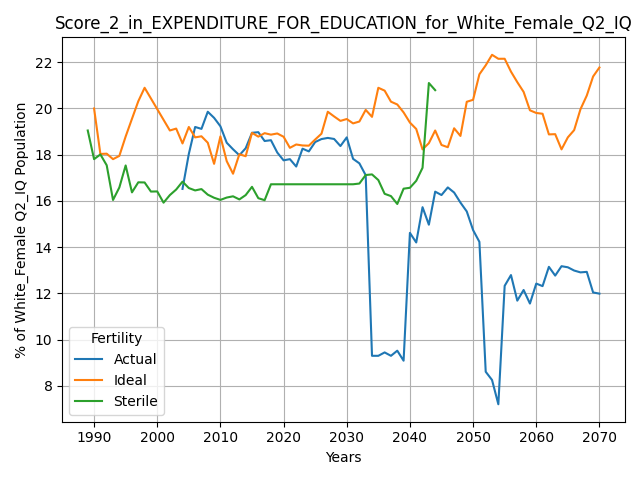 Score_2_in_EXPENDITURE_FOR_EDUCATION_for_White_Female_Q2_IQ
% of White_Female Q2_IQ Population
22
20
18
16
14
12
10
8
Fertility
Actual
Ideal
Sterile
1990 2000 2010 2020 2030 2040 2050 2060 2070
Years